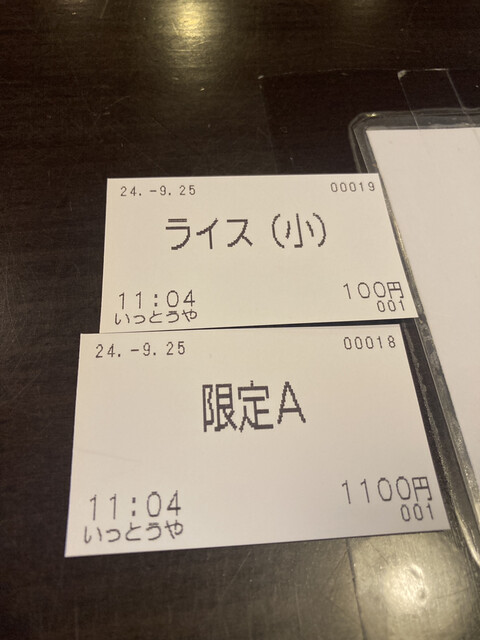 24.-9.25 00019
ライス(小)
11:04 100円
いっとうや 001
24.-9.25 00018
限定A
11:04 1100円
いっとうや 001